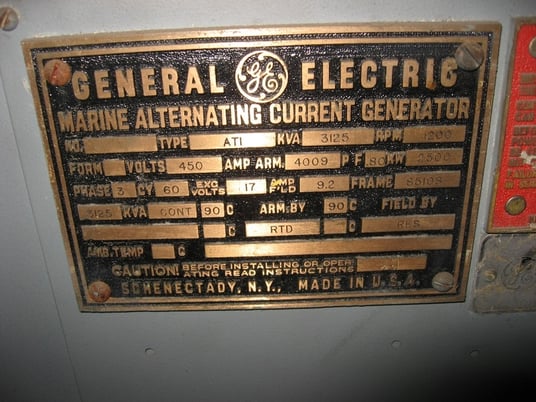 GENERAL GE ELECTRIC
MARINE ALTERNATING CURRENT GENERATOR
NO. TYPE ATI KVA 3125 RPM 1200
FORM VOLTS 450 AMP ARM. 4009 P.F. .80 KW 2500
PHASE 3 CY 60 EXC VOLTS 17 AMP F'LD 9.2 FRAME
3125 KVA CONT 90 C ARM.BY 90 C FIELD BY
C RTD C RES
AMB.TEMP C
CAUTION! BEFORE INSTALLING OR OPERATING READ INSTRUCTIONS
SCHENECTADY, N.Y., MADE IN U.S.A.